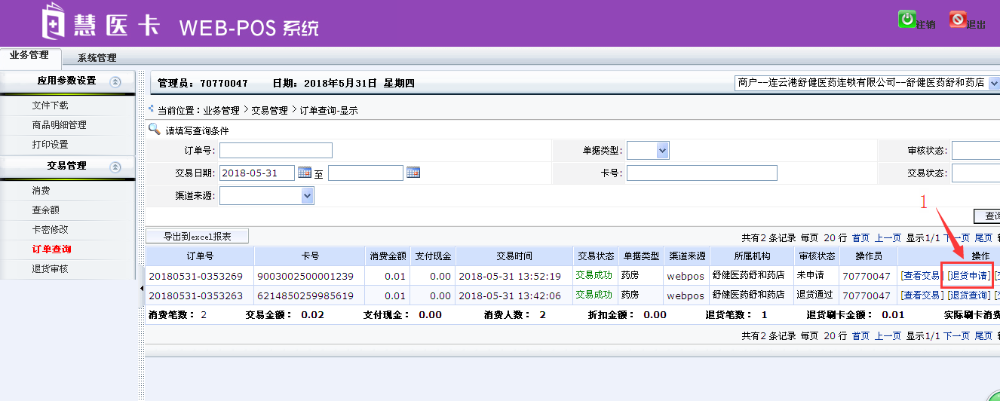 慧医卡 WEB-POS 系统
注销 退出
业务管理 系统管理
应用参数设置
文件下载
商品明细管理
打印设置
交易管理
消费
查余额
卡密修改
订单查询
退货审核
管理员：70770047 日期：2018年5月31日 星期四 商户--连云港舒健医药连锁有限公司--舒健医药舒和药店
当前位置：业务管理 > 交易管理 > 订单查询-显示
请填写查询条件
订单号: 单据类型: 审核状态:
交易日期: 2018-05-31 至 卡号: 交易状态:
渠道来源:
1
导出到excel报表 共有2 条记录 每页 20 行 首页 上一页 显示1/1 下一页 尾页
订单号 卡号 消费金额 支付现金 交易时间 交易状态 单据类型 渠道来源 所属机构 审核状态 操作员 操作
20180531-0353269 9003002500001239 0.01 0.00 2018-05-31 13:52:19 交易成功 药房 webpos 舒健医药舒和药店 未申请 70770047 [查看交易] [退货申请]
20180531-0353263 6214850259985619 0.01 0.00 2018-05-31 13:42:06 交易成功 药房 webpos 舒健医药舒和药店 退货通过 70770047 [查看交易] [退货查询]
消费笔数： 2 交易金额： 0.02 支付现金： 0.00 消费人数： 2 折扣金额： 0.00 退货笔数： 1 退货刷卡金额： 0.01 实际刷卡消费
共有2 条记录 每页 20 行 首页 上一页 显示1/1 下一页 尾页